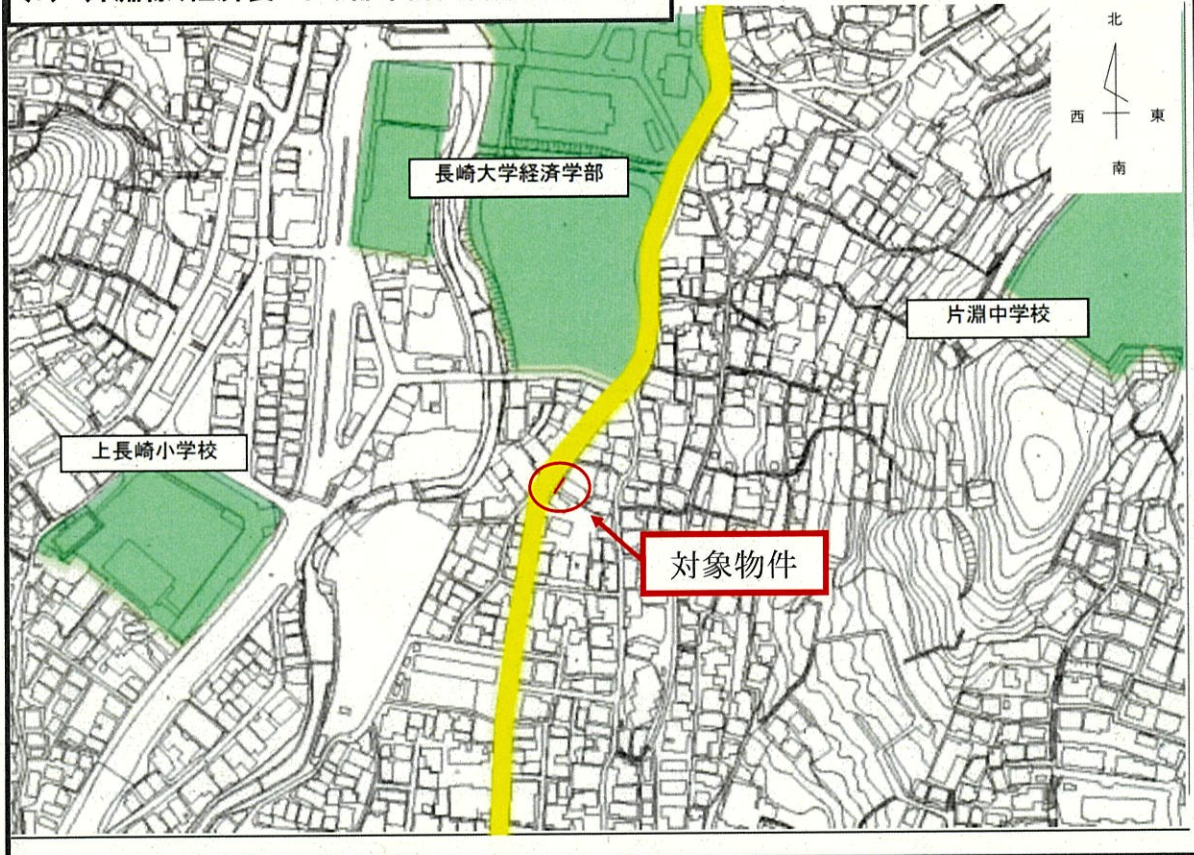 北
西
東
南
長崎大学経済学部
片淵中学校
上長崎小学校
対象物件